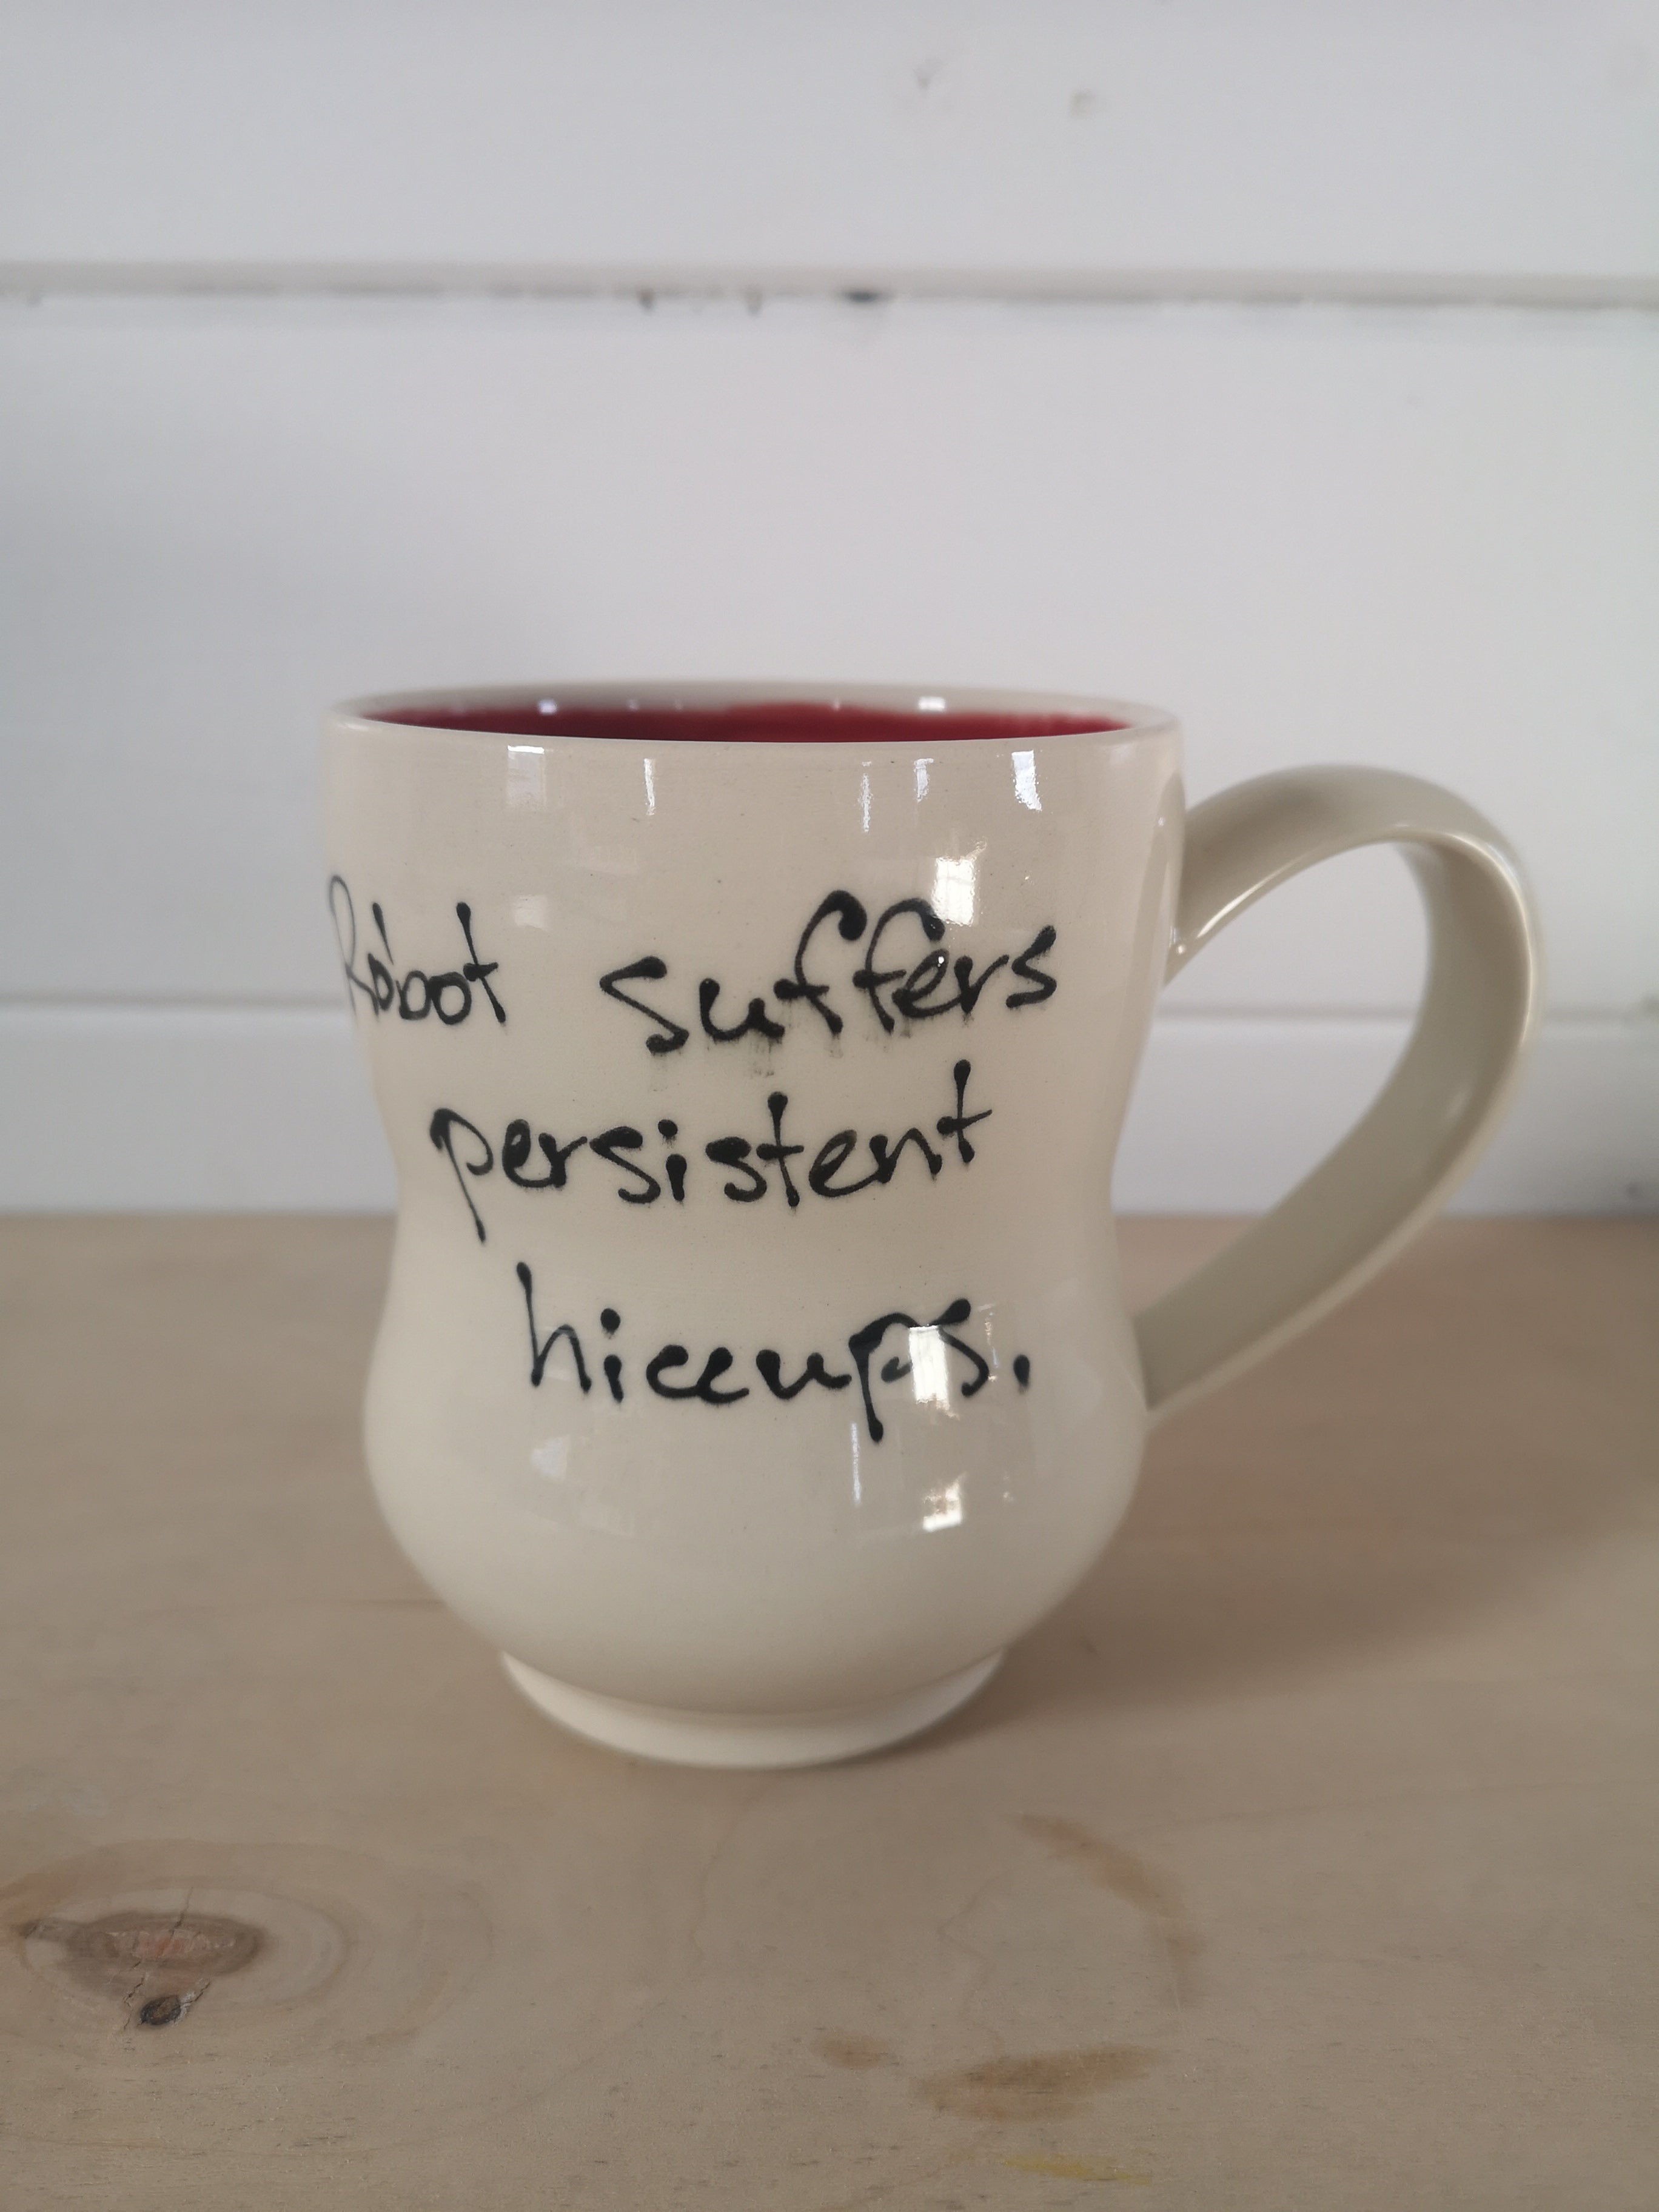 Robot suffers
persistent
hiccups.